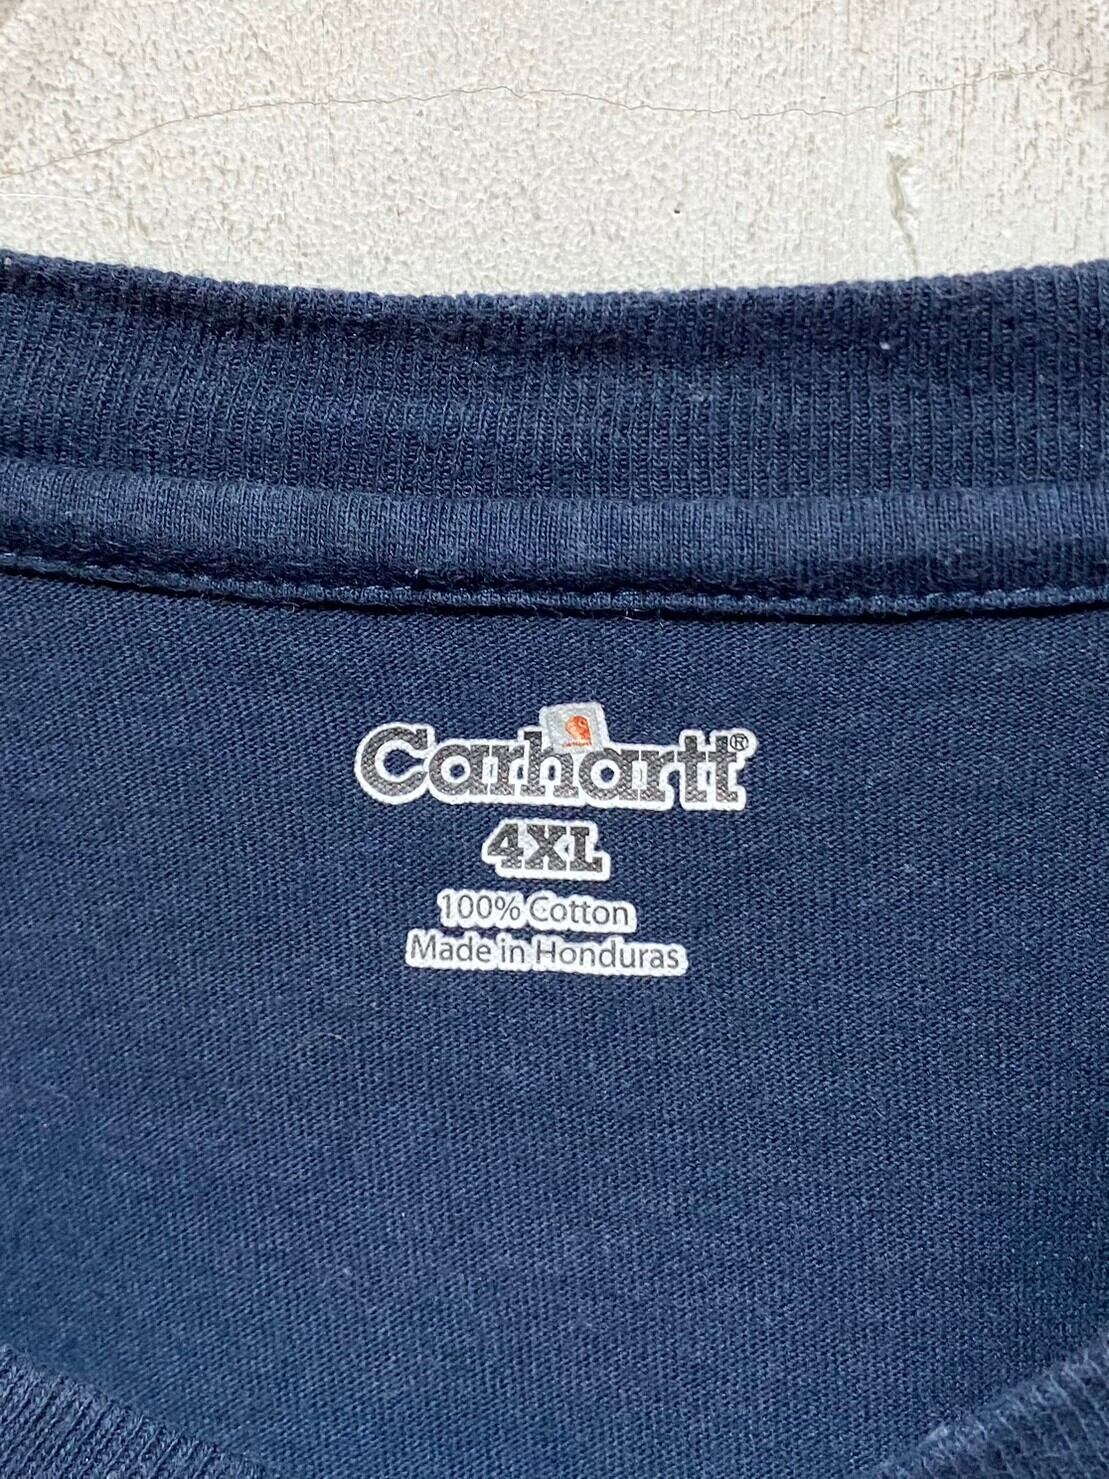 Carhartt®
4XL
100% Cotton
Made in Honduras